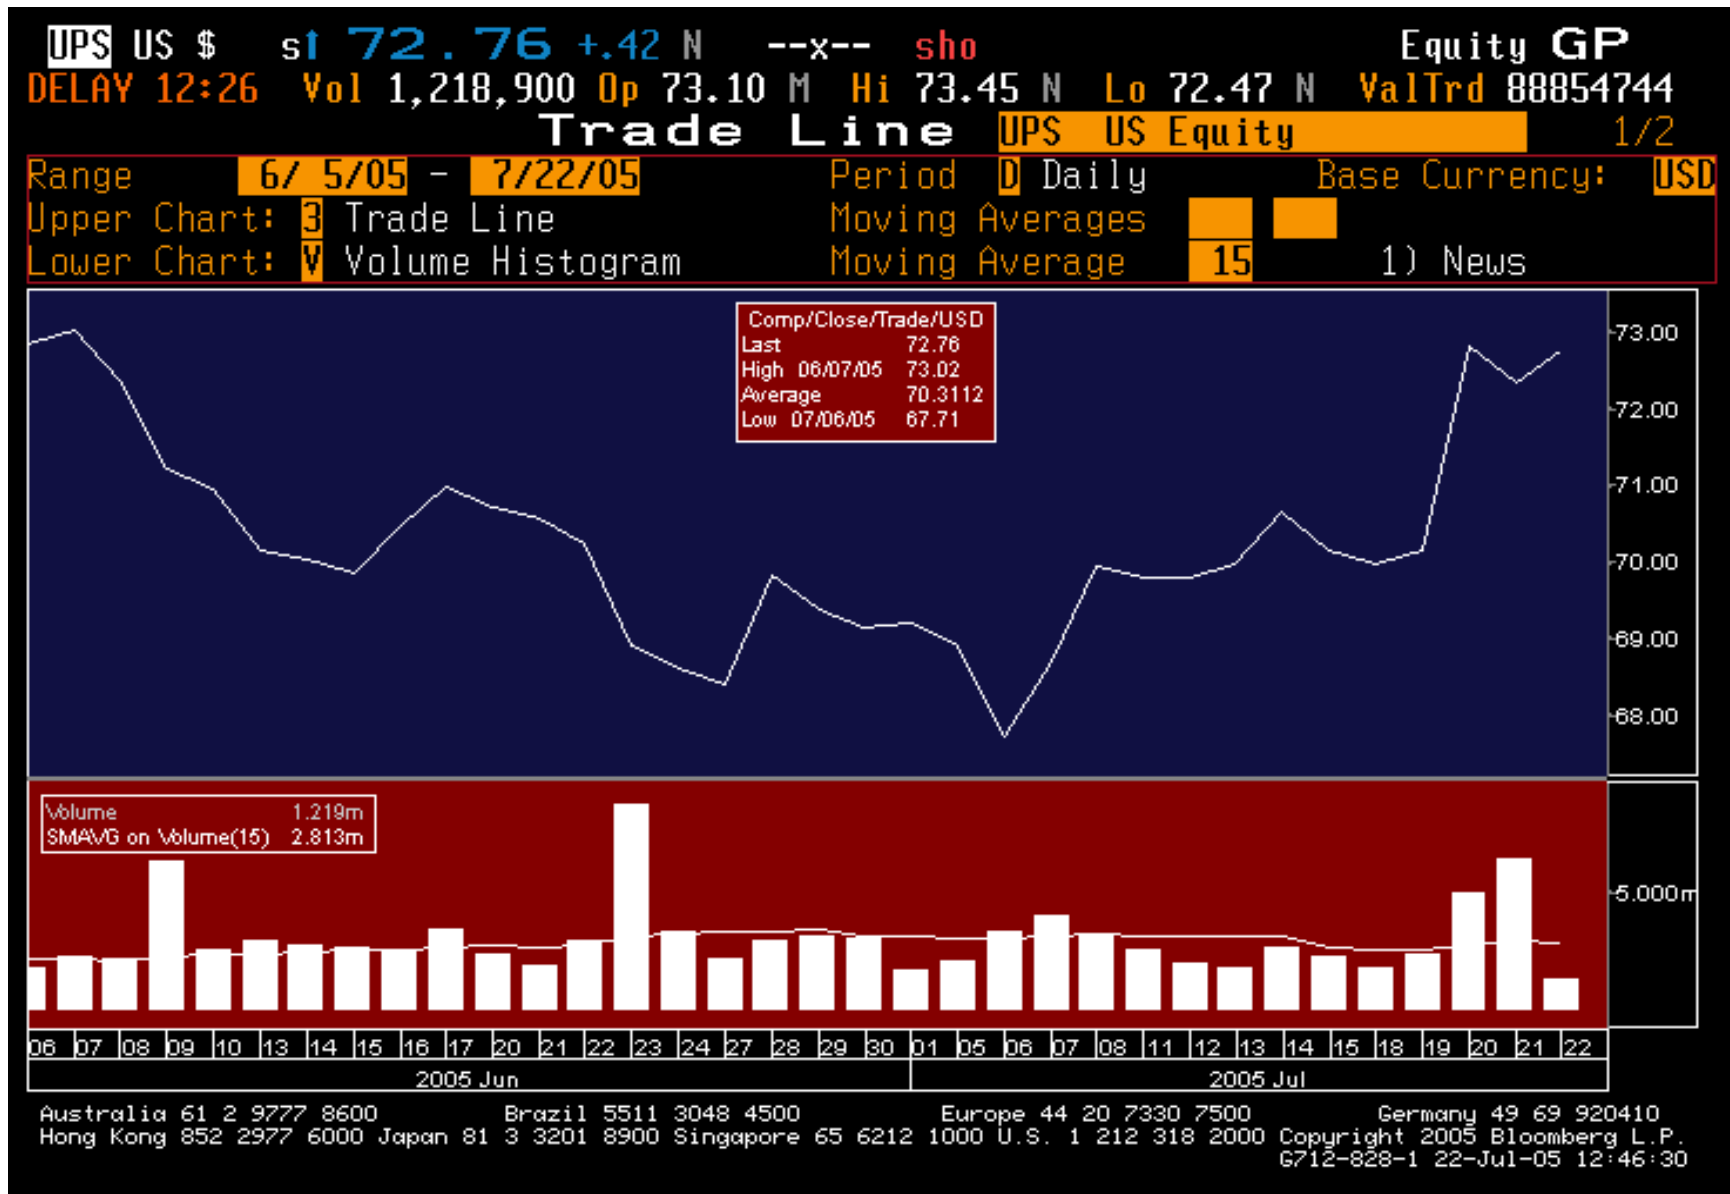 UPS US $ s↑ 72.76 +.42 N --x-- sho Equity GP
DELAY 12:26 Vol 1,218,900 Op 73.10 M Hi 73.45 N Lo 72.47 N ValTrd 88854744
Trade Line UPS US Equity 1/2
Range 6/ 5/05 - 7/22/05 Period D Daily Base Currency: USD
Upper Chart: 3 Trade Line Moving Averages
Lower Chart: V Volume Histogram Moving Average 15 1) News
Comp/Close/Trade/USD
Last 72.76
High 06/07/05 73.02
Average 70.3112
Low 07/06/05 67.71
73.00
72.00
71.00
70.00
69.00
68.00
Volume 1.219m
SMAVG on Volume(15) 2.813m
5.000m
06 07 08 09 10 13 14 15 16 17 20 21 22 23 24 27 28 29 30 01 05 06 07 08 11 12 13 14 15 18 19 20 21 22
2005 Jun 2005 Jul
Australia 61 2 9777 8600 Brazil 5511 3048 4500 Europe 44 20 7330 7500 Germany 49 69 920410
Hong Kong 852 2977 6000 Japan 81 3 3201 8900 Singapore 65 6212 1000 U.S. 1 212 318 2000 Copyright 2005 Bloomberg L.P.
G712-828-1 22-Jul-05 12:46:30